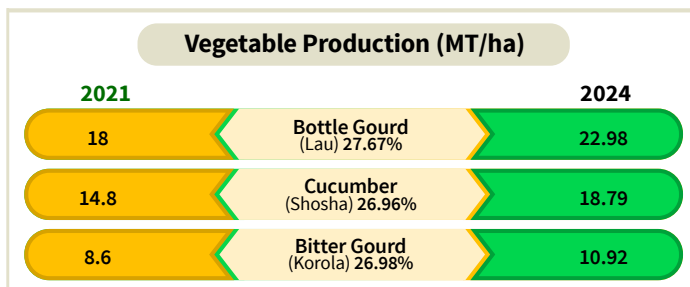 Vegetable Production (MT/ha)
2021 2024
18 Bottle Gourd 22.98
(Lau) 27.67%
14.8 Cucumber 18.79
(Shosha) 26.96%
8.6 Bitter Gourd 10.92
(Korola) 26.98%